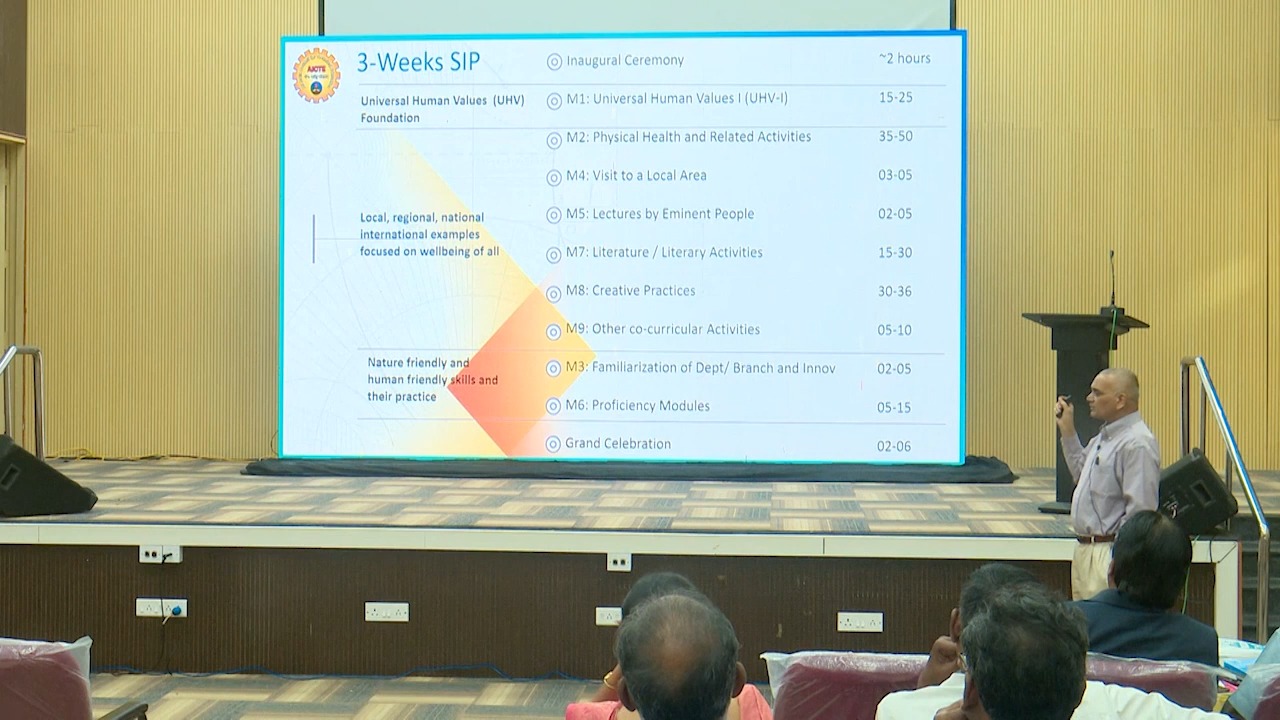 AICTE
3-Weeks SIP
Inaugural Ceremony ~2 hours
Universal Human Values (UHV)
Foundation
M1: Universal Human Values I (UHV-I) 15-25
M2: Physical Health and Related Activities 35-50
M4: Visit to a Local Area 03-05
Local, regional, national
international examples
focused on wellbeing of all
M5: Lectures by Eminent People 02-05
M7: Literature / Literary Activities 15-30
M8: Creative Practices 30-36
M9: Other co-curricular Activities 05-10
Nature friendly and
human friendly skills and
their practice
M3: Familiarization of Dept/ Branch and Innov 02-05
M6: Proficiency Modules 05-15
Grand Celebration 02-06